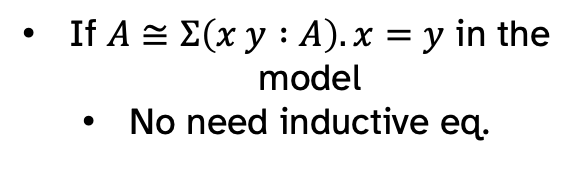 • If A ≅ Σ(x y : A). x = y in the
model
• No need inductive eq.